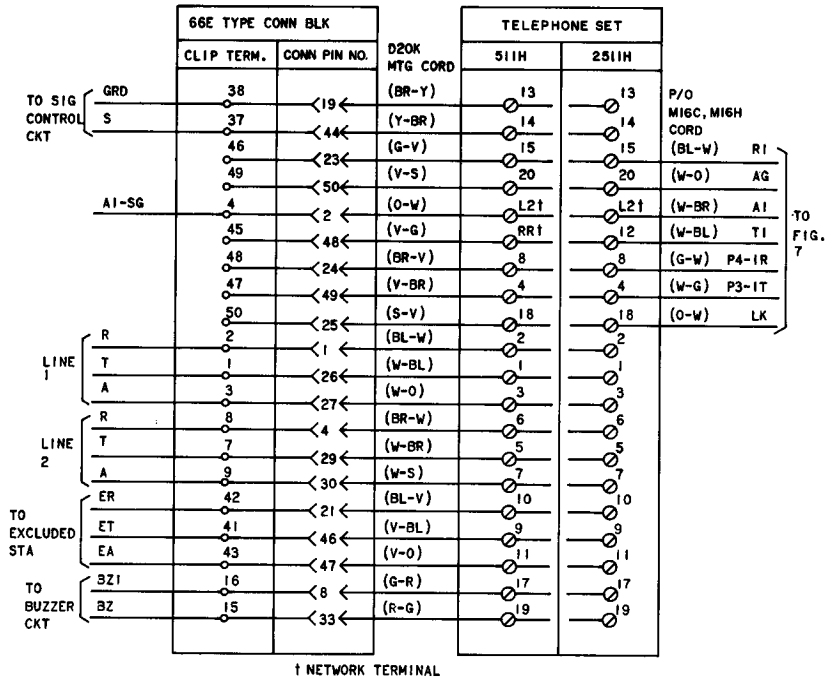 66E TYPE CONN BLK TELEPHONE SET
CLIP TERM. CONN PIN NO. D20K MTG CORD 511H 2511H
TO SIG CONTROL CKT
P/O M16C, M16H CORD
GRD 38 19 (BR-Y) 13 13
S 37 44 (Y-BR) 14 14
46 23 (G-V) 15 15 (BL-W) R1
49 50 (V-S) 20 20 (W-O) AG
A1-SG 4 2 (O-W) L2† L2† (W-BR) A1
45 48 (V-G) RR† 12 (W-BL) T1
48 24 (BR-V) 8 8 (G-W) P4-1R
47 49 (V-BR) 4 4 (W-G) P3-1T
50 25 (S-V) 18 18 (O-W) LK
TO FIG. 7
LINE 1
R 2 1 (BL-W) 2 2
T 1 26 (W-BL) 1 1
A 3 27 (W-O) 3 3
LINE 2
R 8 4 (BR-W) 6 6
T 7 29 (W-BR) 5 5
A 9 30 (W-S) 7 7
TO EXCLUDED STA
ER 42 21 (BL-V) 10 10
ET 41 46 (V-BL) 9 9
EA 43 47 (V-O) 11 11
TO BUZZER CKT
BZ1 16 8 (G-R) 17 17
BZ 15 33 (R-G) 19 19
† NETWORK TERMINAL